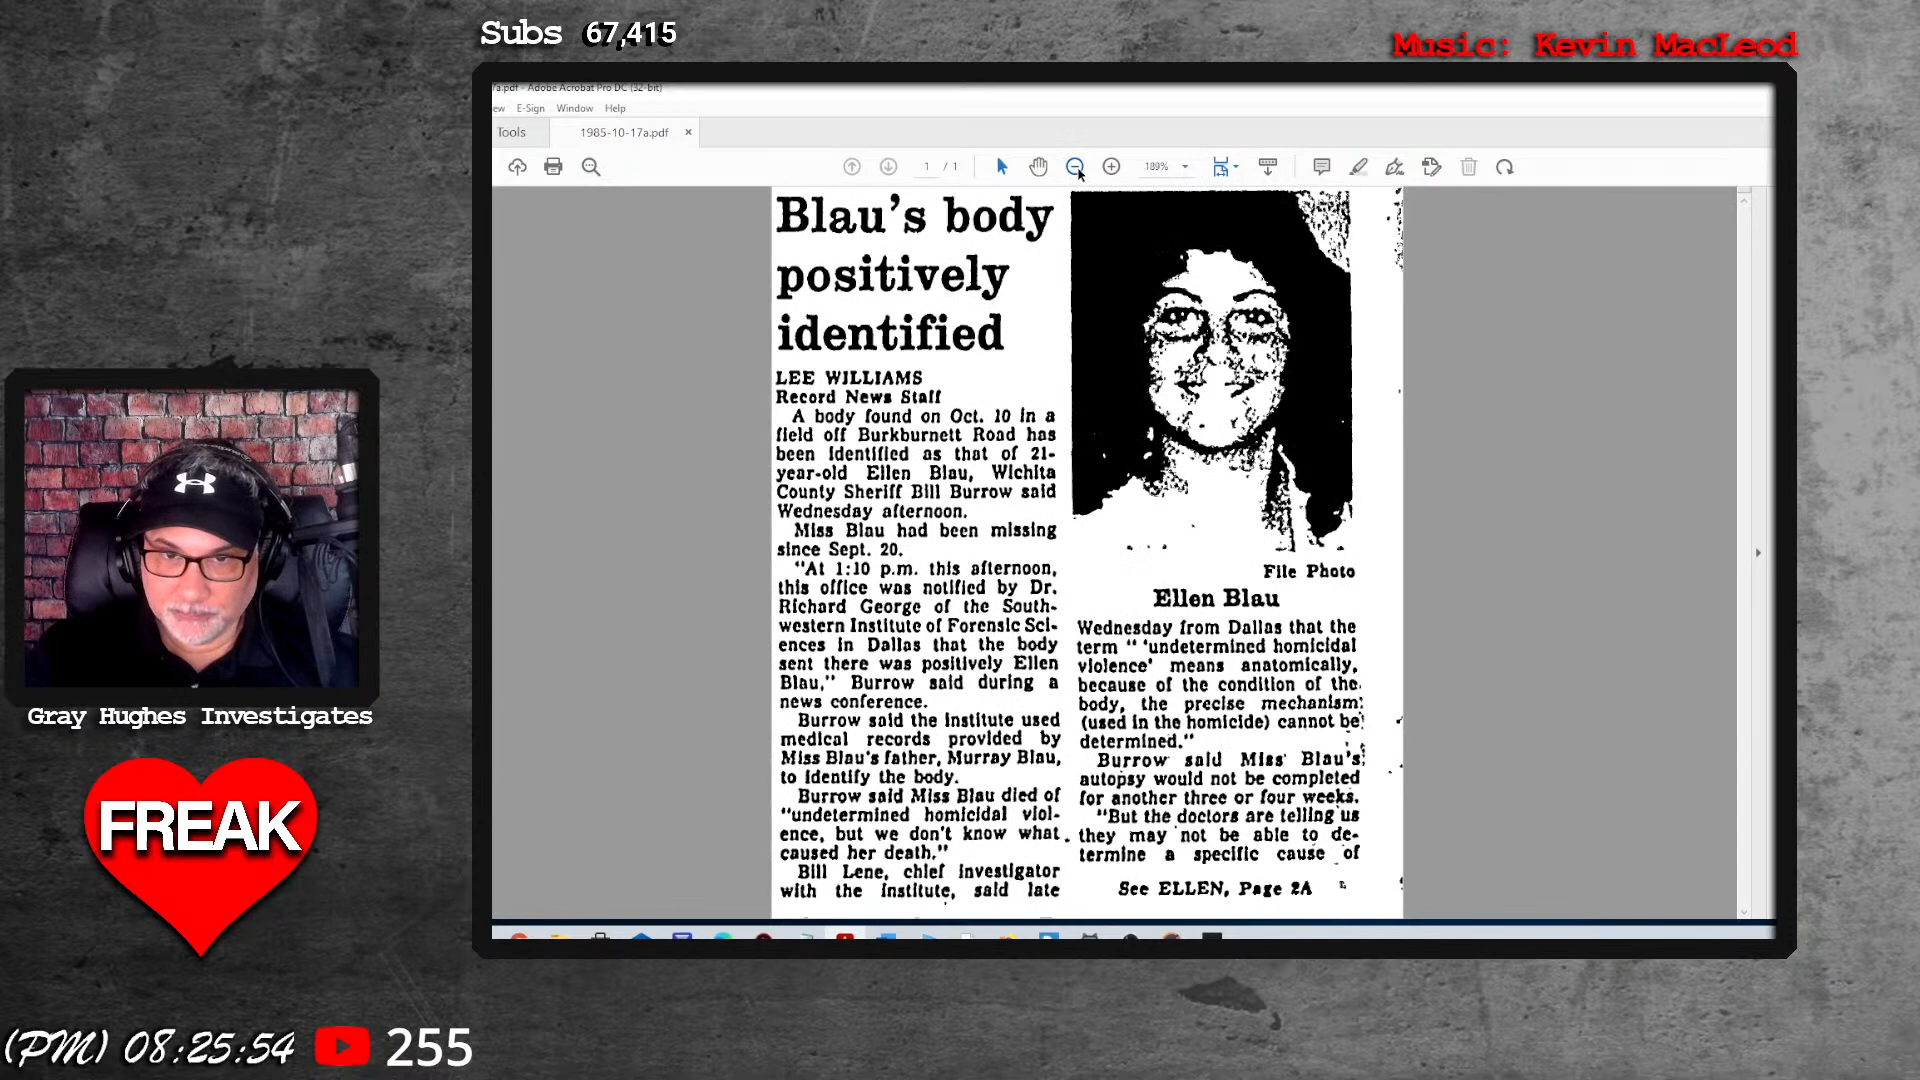 Subs 67,415
Music: Kevin MacLeod
7a.pdf - Adobe Acrobat Pro DC (32-bit)
ew E-Sign Window Help
Tools 1985-10-17a.pdf
1 / 1 189%
Blau's body
positively
identified
LEE WILLIAMS
Record News Staff
A body found on Oct. 10 in a
field off Burkburnett Road has
been identified as that of 21-
year-old Ellen Blau, Wichita
County Sheriff Bill Burrow said
Wednesday afternoon.
Miss Blau had been missing
since Sept. 20.
"At 1:10 p.m. this afternoon,
this office was notified by Dr.
Richard George of the South-
western Institute of Forensic Sci-
ences in Dallas that the body
sent there was positively Ellen
Blau," Burrow said during a
news conference.
Burrow said the institute used
medical records provided by
Miss Blau's father, Murray Blau,
to identify the body.
Burrow said Miss Blau died of
"undetermined homicidal viol-
ence, but we don't know what
caused her death."
Bill Lene, chief investigator
with the institute, said late
File Photo
Ellen Blau
Wednesday from Dallas that the
term " 'undetermined homicidal
violence' means anatomically,
because of the condition of the
body, the precise mechanism
(used in the homicide) cannot be
determined."
Burrow said Miss Blau's
autopsy would not be completed
for another three or four weeks.
"But the doctors are telling us
they may not be able to de-
termine a specific cause of
See ELLEN, Page 2A
Gray Hughes Investigates
FREAK
(PM) 08:25:54 255